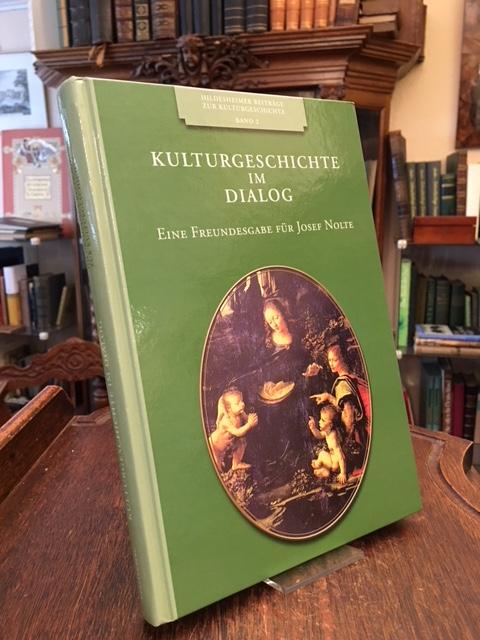 HILDESHEIMER BEITRÄGE
ZUR KULTURGESCHICHTE
BAND 2
KULTURGESCHICHTE
IM
DIALOG
EINE FREUNDESGABE FÜR JOSEF NOLTE